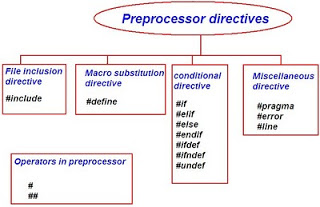 Preprocessor directives
File inclusion
directive
#include
Macro substitution
directive
#define
conditional
directive
#if
#elif
#else
#endif
#ifdef
#ifndef
#undef
Miscellaneous
directive
#pragma
#error
#line
Operators in preprocessor
#
##